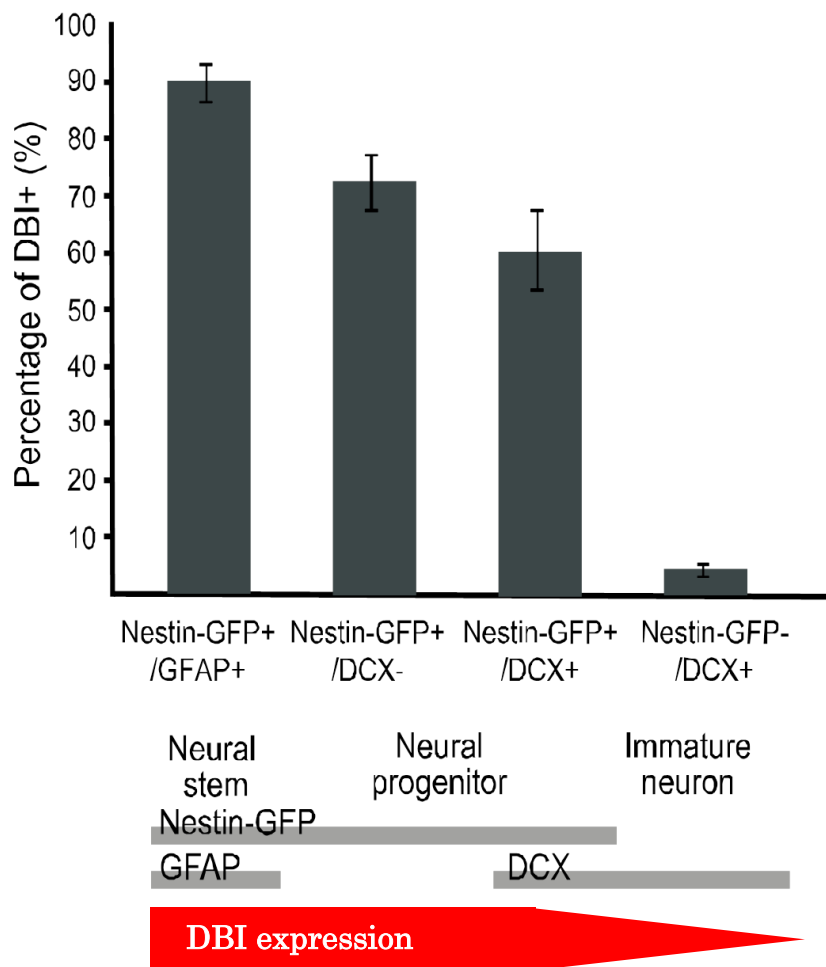 Percentage of DBI+ (%)
100
90
80
70
60
50
40
30
20
10
Nestin-GFP+ Nestin-GFP+ Nestin-GFP+ Nestin-GFP-
/GFAP+ /DCX- /DCX+ /DCX+
Neural Neural Immature
stem progenitor neuron
Nestin-GFP
GFAP DCX
DBI expression